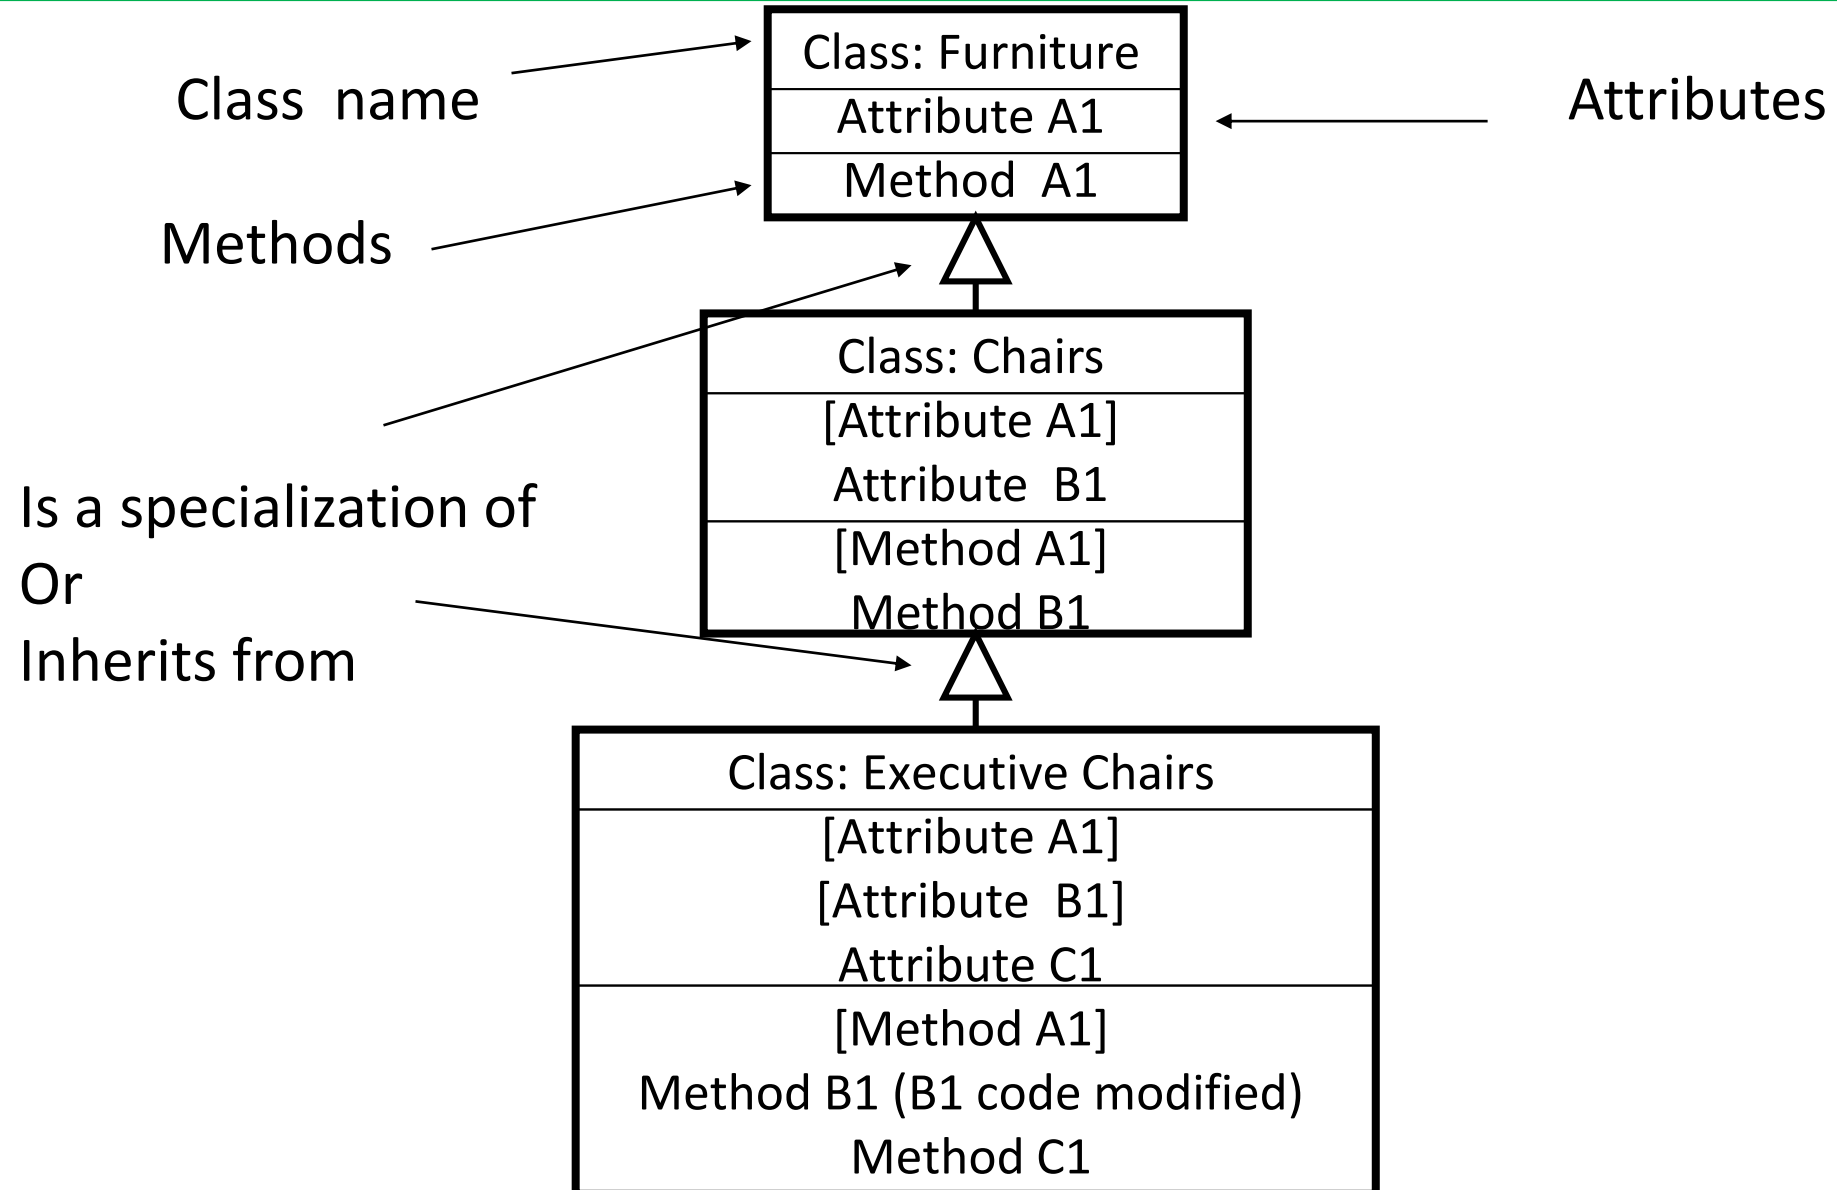 Class: Furniture
Attribute A1
Method A1
Class name
Attributes
Methods
Class: Chairs
[Attribute A1]
Attribute B1
[Method A1]
Method B1
Is a specialization of
Or
Inherits from
Class: Executive Chairs
[Attribute A1]
[Attribute B1]
Attribute C1
[Method A1]
Method B1 (B1 code modified)
Method C1